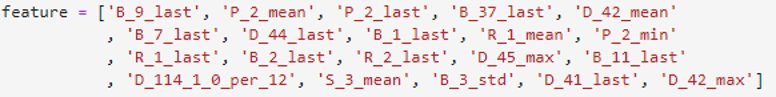 feature = ['B_9_last', 'P_2_mean', 'P_2_last', 'B_37_last', 'D_42_mean'
, 'B_7_last', 'D_44_last', 'B_1_last', 'R_1_mean', 'P_2_min'
, 'R_1_last', 'B_2_last', 'R_2_last', 'D_45_max', 'B_11_last'
, 'D_114_1_0_per_12', 'S_3_mean', 'B_3_std', 'D_41_last', 'D_42_max']